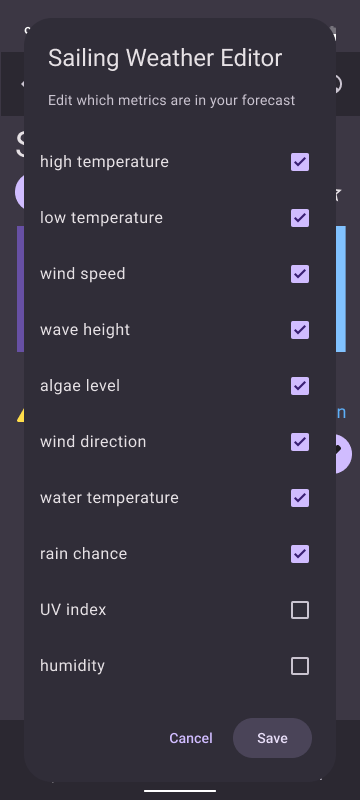 Sailing Weather Editor
Edit which metrics are in your forecast
high temperature
low temperature
wind speed
wave height
algae level
wind direction
water temperature
rain chance
UV index
humidity
Cancel
Save